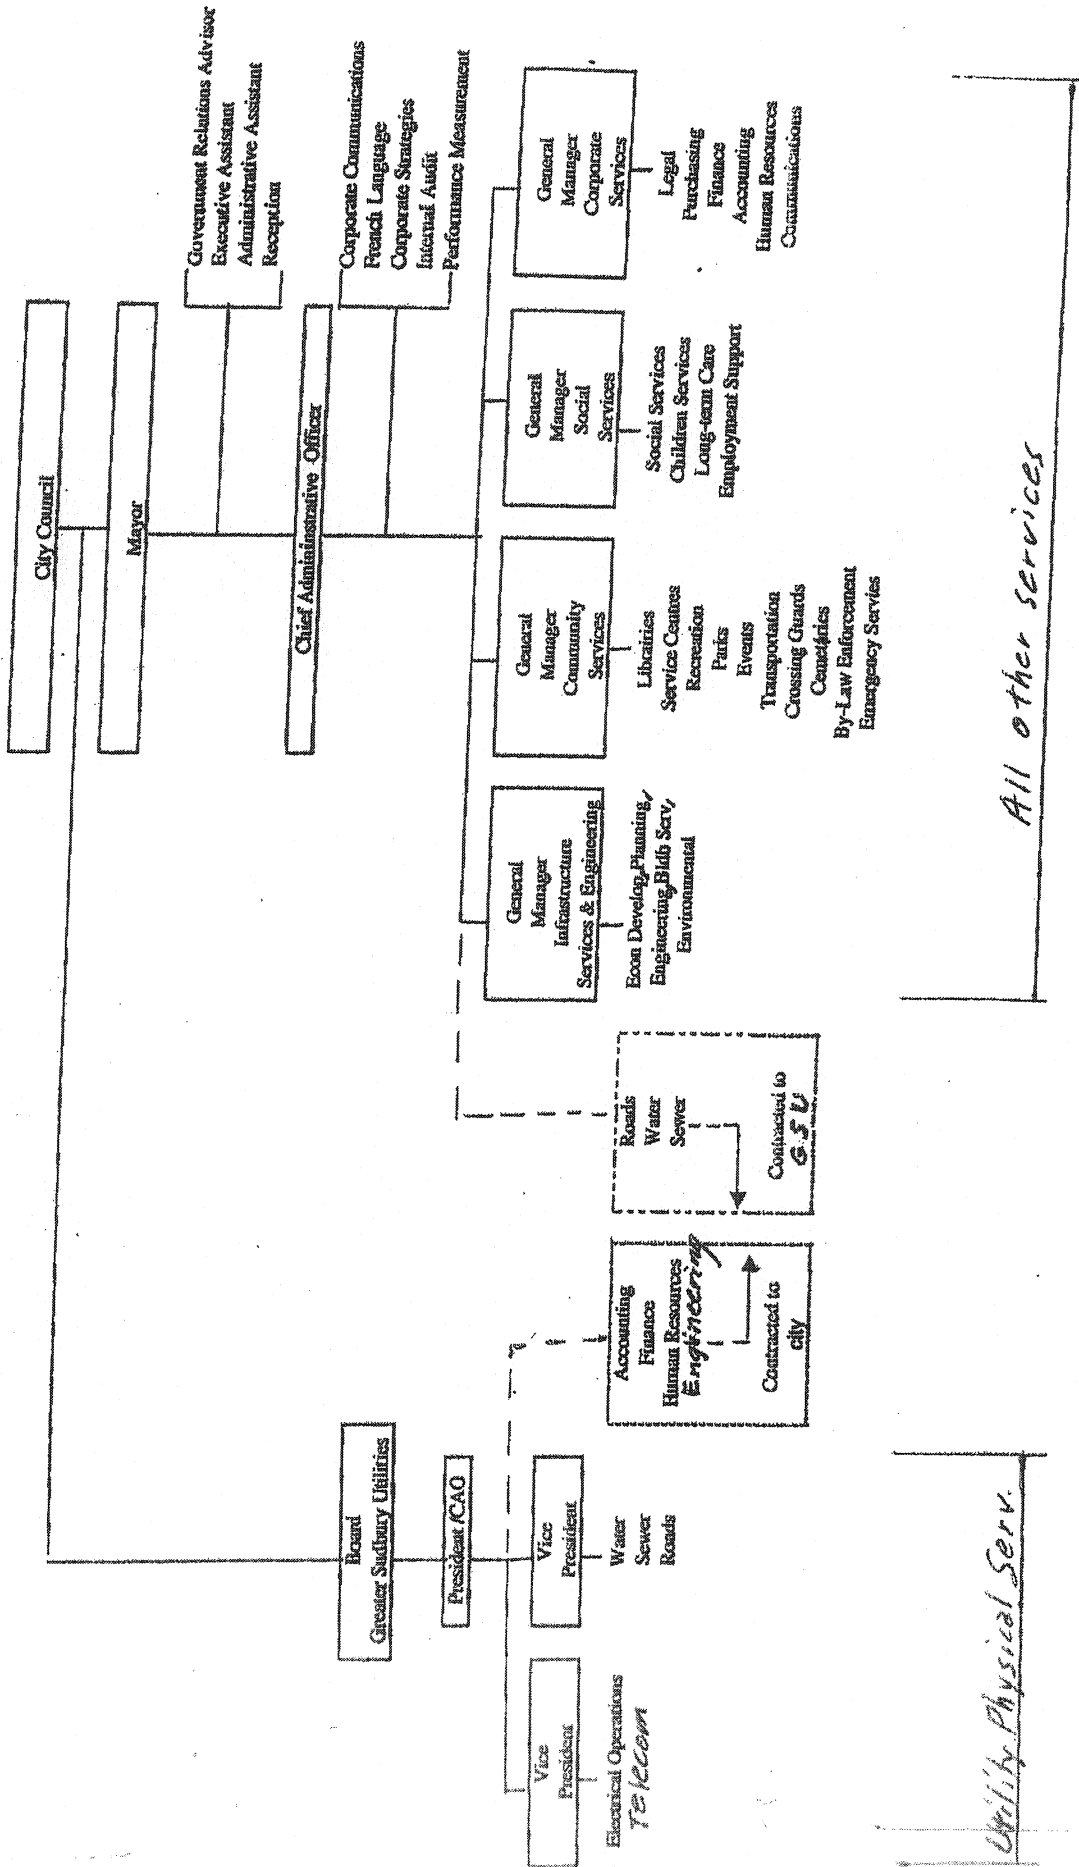 City Council
Mayor
Government Relations Advisor
Executive Assistant
Administrative Assistant
Reception
Chief Admininstrative Officer
Corporate Communications
French Language
Corporate Strategies
Internal Audit
Performance Measurement
Board
Greater Sudbury Utilities
President /CAO
Vice
President
Electrical Operations
Telecom
Vice
President
Water
Sewer
Roads
Accounting
Finance
Human Resources
Engineering
Contracted to
city
Roads
Water
Sewer
Contracted to
GSU
General
Manager
Infrastructure
Services & Engineering
Econ Develop, Planning,
Engineering, Bldb Serv,
Environmental
General
Manager
Community
Services
Librairies
Service Centres
Recreation
Parks
Events
Transportation
Crossing Guards
Cemetaries
By-Law Enforcement
Emergency Servies
General
Manager
Social
Services
Social Services
Children Services
Long-term Care
Employment Support
General
Manager
Corporate
Services
Legal
Purchasing
Finance
Accounting
Human Resources
Communications
Utility Physical Serv.
All other services